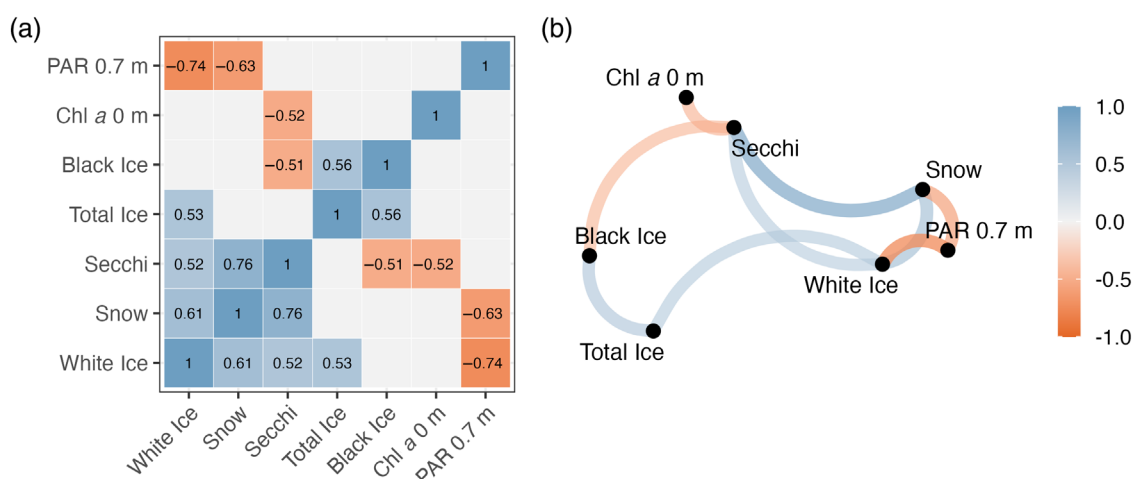 (a)
PAR 0.7 m −0.74 −0.63 1
Chl a 0 m −0.52 1
Black Ice −0.51 0.56 1
Total Ice 0.53 1 0.56
Secchi 0.52 0.76 1 −0.51 −0.52
Snow 0.61 1 0.76 −0.63
White Ice 1 0.61 0.52 0.53 −0.74
White Ice Snow Secchi Total Ice Black Ice Chl a 0 m PAR 0.7 m
(b)
Chl a 0 m
Secchi
Snow
Black Ice
PAR 0.7 m
White Ice
Total Ice
1.0
0.5
0.0
-0.5
-1.0